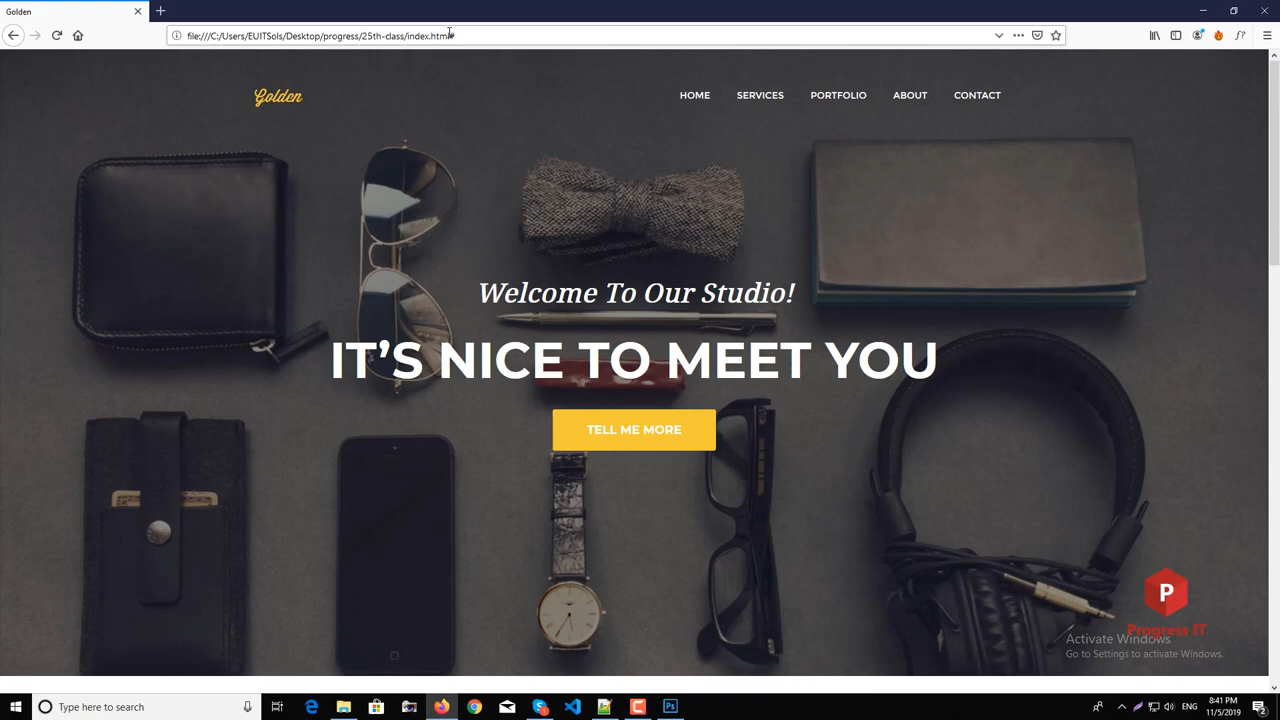 Golden
file:///C:/Users/EUITSols/Desktop/progress/25th-class/index.html#
Golden
HOME SERVICES PORTFOLIO ABOUT CONTACT
Welcome To Our Studio!
IT’S NICE TO MEET YOU
TELL ME MORE
P
Progress IT
Activate Windows
Go to Settings to activate Windows.
Type here to search
ENG
8:41 PM
11/5/2019